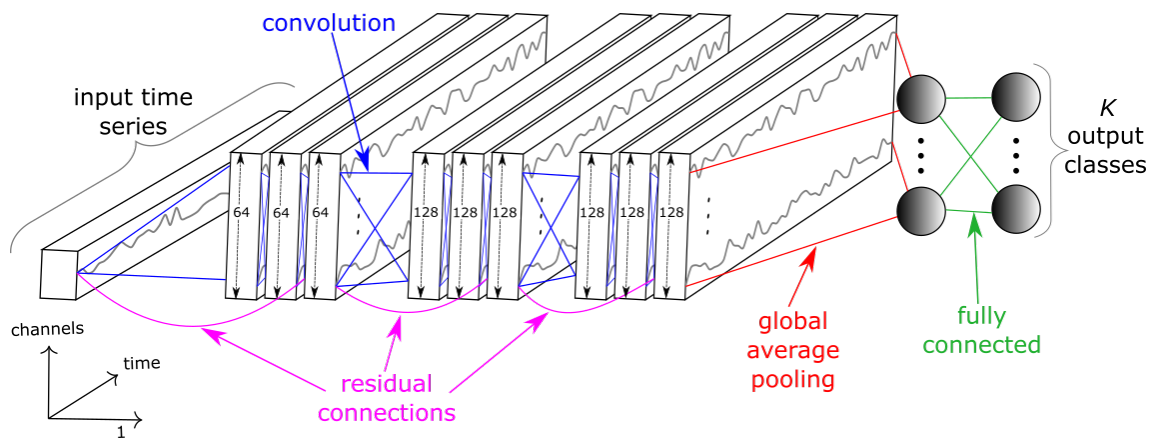 convolution
input time
series
64
64
64
128
128
128
128
128
128
K
output
classes
channels
time
1
residual
connections
global
average
pooling
fully
connected